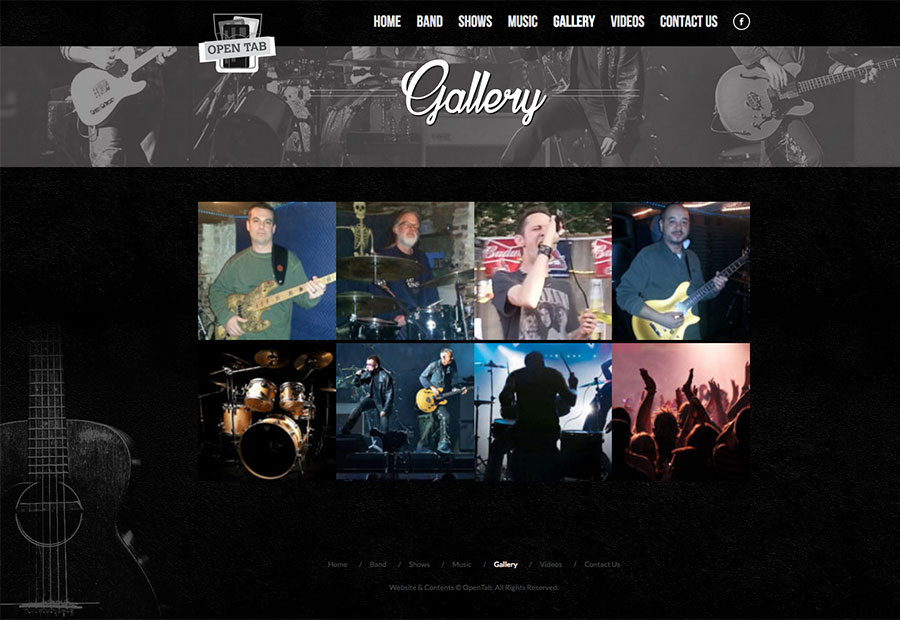 HOME BAND SHOWS MUSIC GALLERY VIDEOS CONTACT US f
OPEN TAB
Gallery
Home / Band / Shows / Music / Gallery / Videos / Contact Us
Website & Contents © OpenTab. All Rights Reserved.